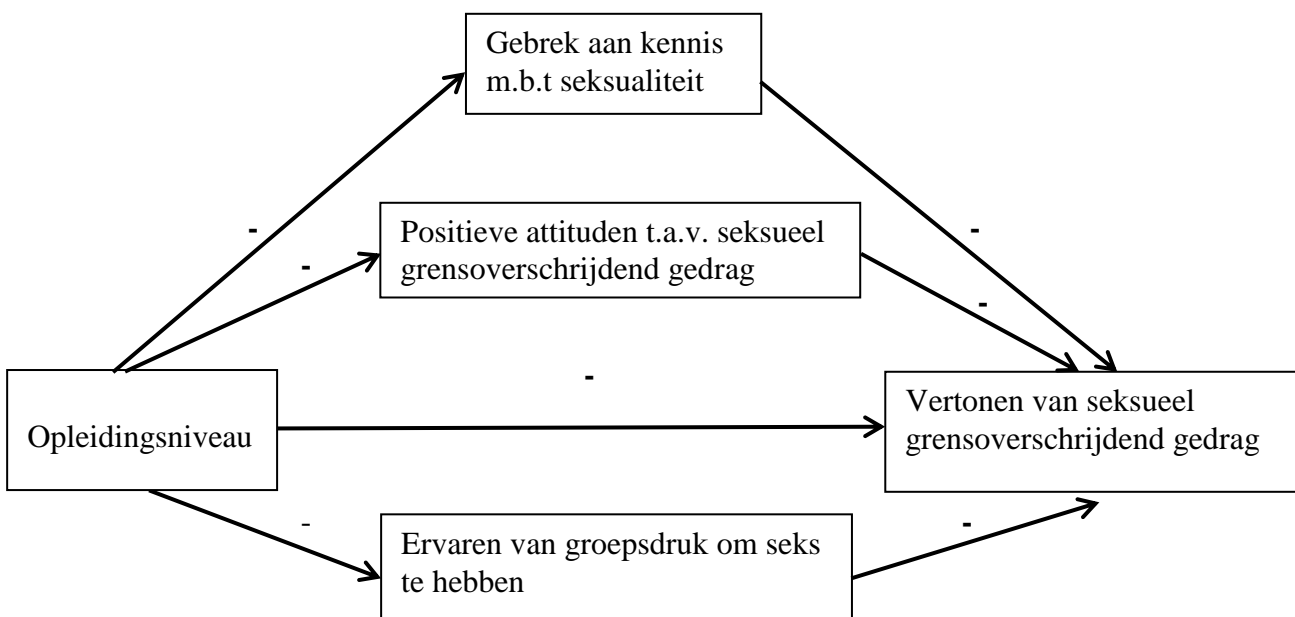 Gebrek aan kennis
m.b.t seksualiteit
-
-
Positieve attituden t.a.v. seksueel
grensoverschrijdend gedrag
-
-
-
Opleidingsniveau
Vertonen van seksueel
grensoverschrijdend gedrag
-
-
Ervaren van groepsdruk om seks
te hebben